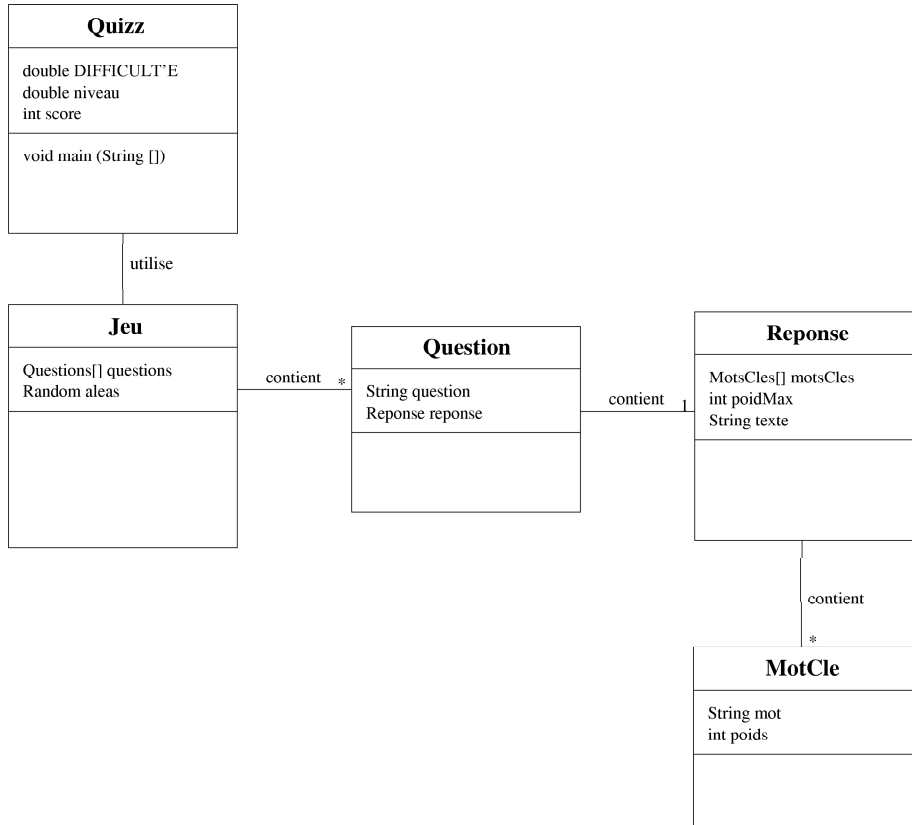 Quizz
double DIFFICULT'E
double niveau
int score
void main (String [])
utilise
Jeu
Questions[] questions
Random aleas
contient *
Question
String question
Reponse reponse
contient 1
Reponse
MotsCles[] motsCles
int poidMax
String texte
contient
*
MotCle
String mot
int poids